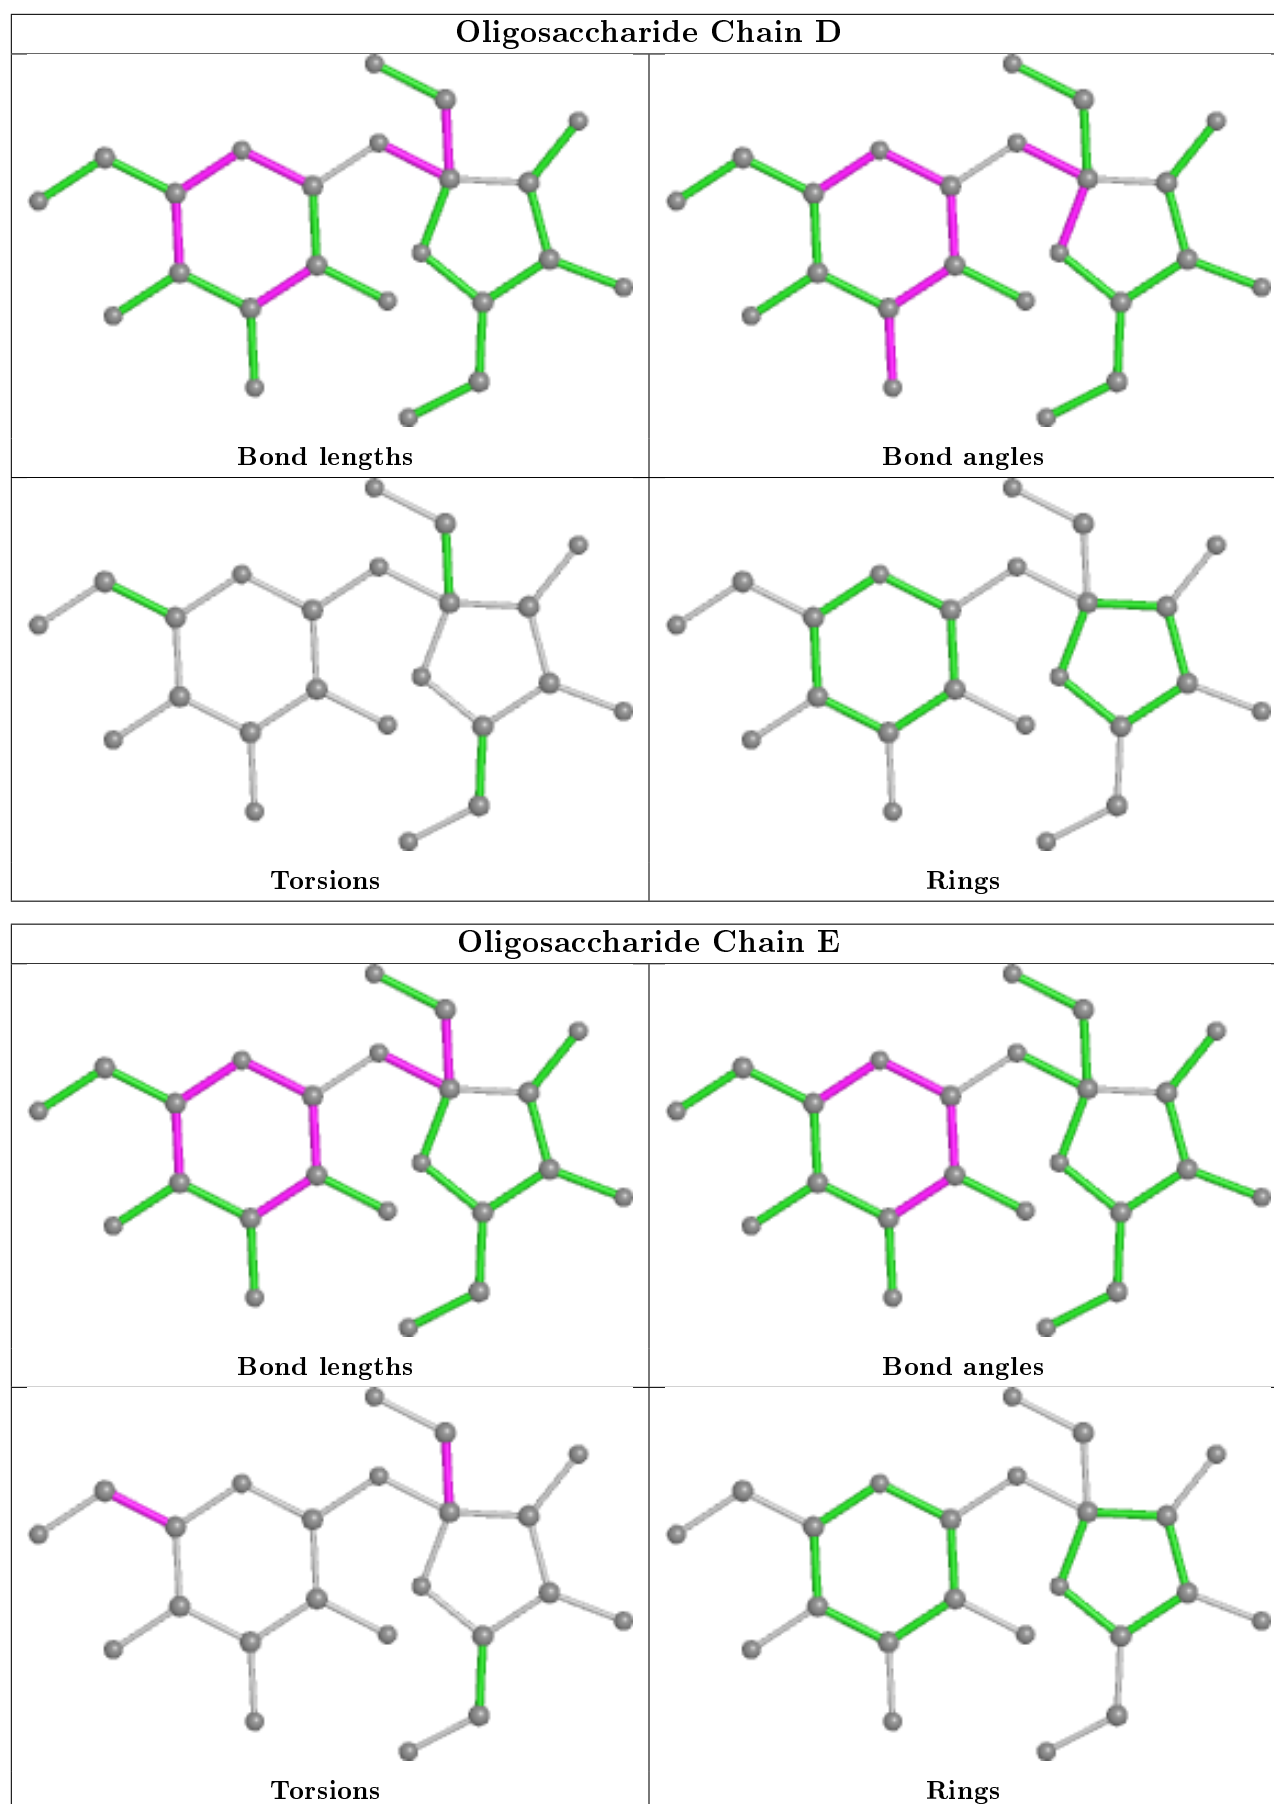 Oligosaccharide Chain D
Bond lengths
Bond angles
Torsions
Rings
Oligosaccharide Chain E
Bond lengths
Bond angles
Torsions
Rings